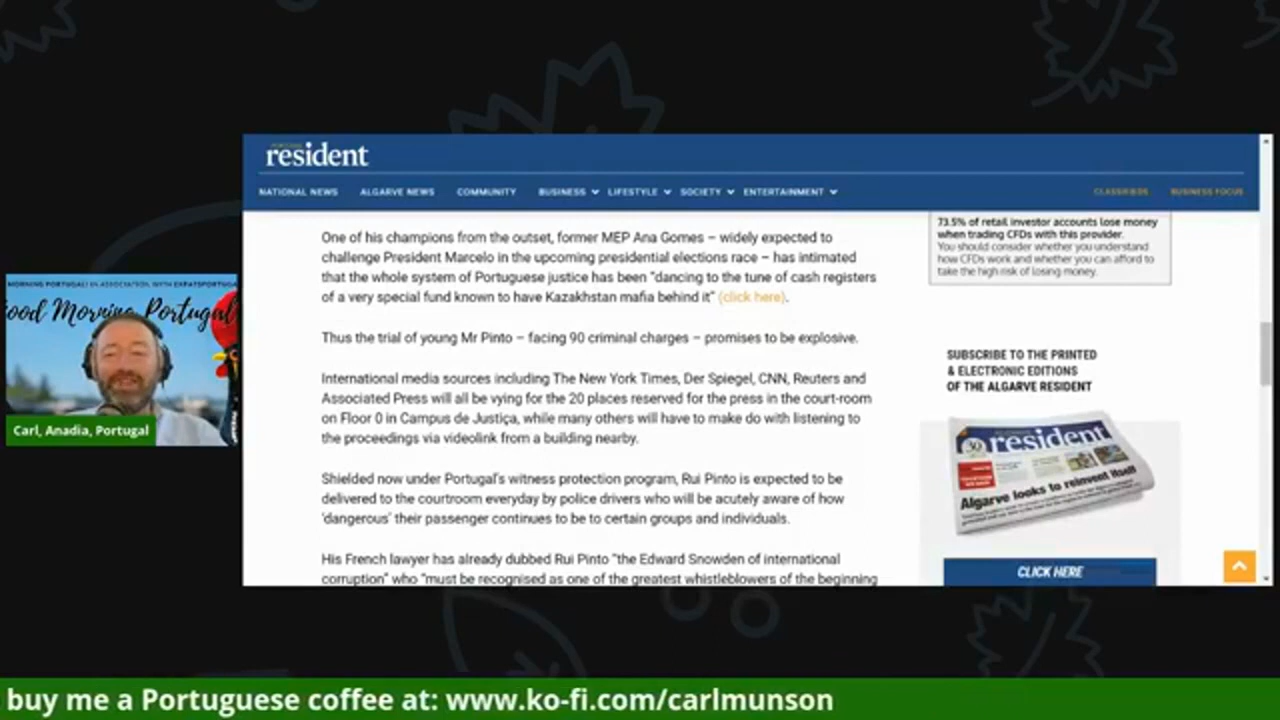 resident
NATIONAL NEWS ALGARVE NEWS COMMUNITY BUSINESS LIFESTYLE SOCIETY ENTERTAINMENT CLASSIFIEDS BUSINESS FOCUS
One of his champions from the outset, former MEP Ana Gomes – widely expected to
challenge President Marcelo in the upcoming presidential elections race – has intimated
that the whole system of Portuguese justice has been “dancing to the tune of cash registers
of a very special fund known to have Kazakhstan mafia behind it” (click here).
Thus the trial of young Mr Pinto – facing 90 criminal charges – promises to be explosive.
International media sources including The New York Times, Der Spiegel, CNN, Reuters and
Associated Press will all be vying for the 20 places reserved for the press in the court-room
on Floor 0 in Campus de Justiça, while many others will have to make do with listening to
the proceedings via videolink from a building nearby.
Shielded now under Portugal’s witness protection program, Rui Pinto is expected to be
delivered to the courtroom everyday by police drivers who will be acutely aware of how
‘dangerous’ their passenger continues to be to certain groups and individuals.
His French lawyer has already dubbed Rui Pinto “the Edward Snowden of international
corruption” who “must be recognised as one of the greatest whistleblowers of the beginning
73.5% of retail investor accounts lose money
when trading CFDs with this provider.
You should consider whether you understand
how CFDs work and whether you can afford to
take the high risk of losing money.
SUBSCRIBE TO THE PRINTED
& ELECTRONIC EDITIONS
OF THE ALGARVE RESIDENT
30
resident
Algarve looks to reinvent itself
CLICK HERE
MORNING PORTUGAL! IN ASSOCIATION WITH EXPATSPORTUGAL
ood Morning Portugal
Carl, Anadia, Portugal
buy me a Portuguese coffee at: www.ko-fi.com/carlmunson